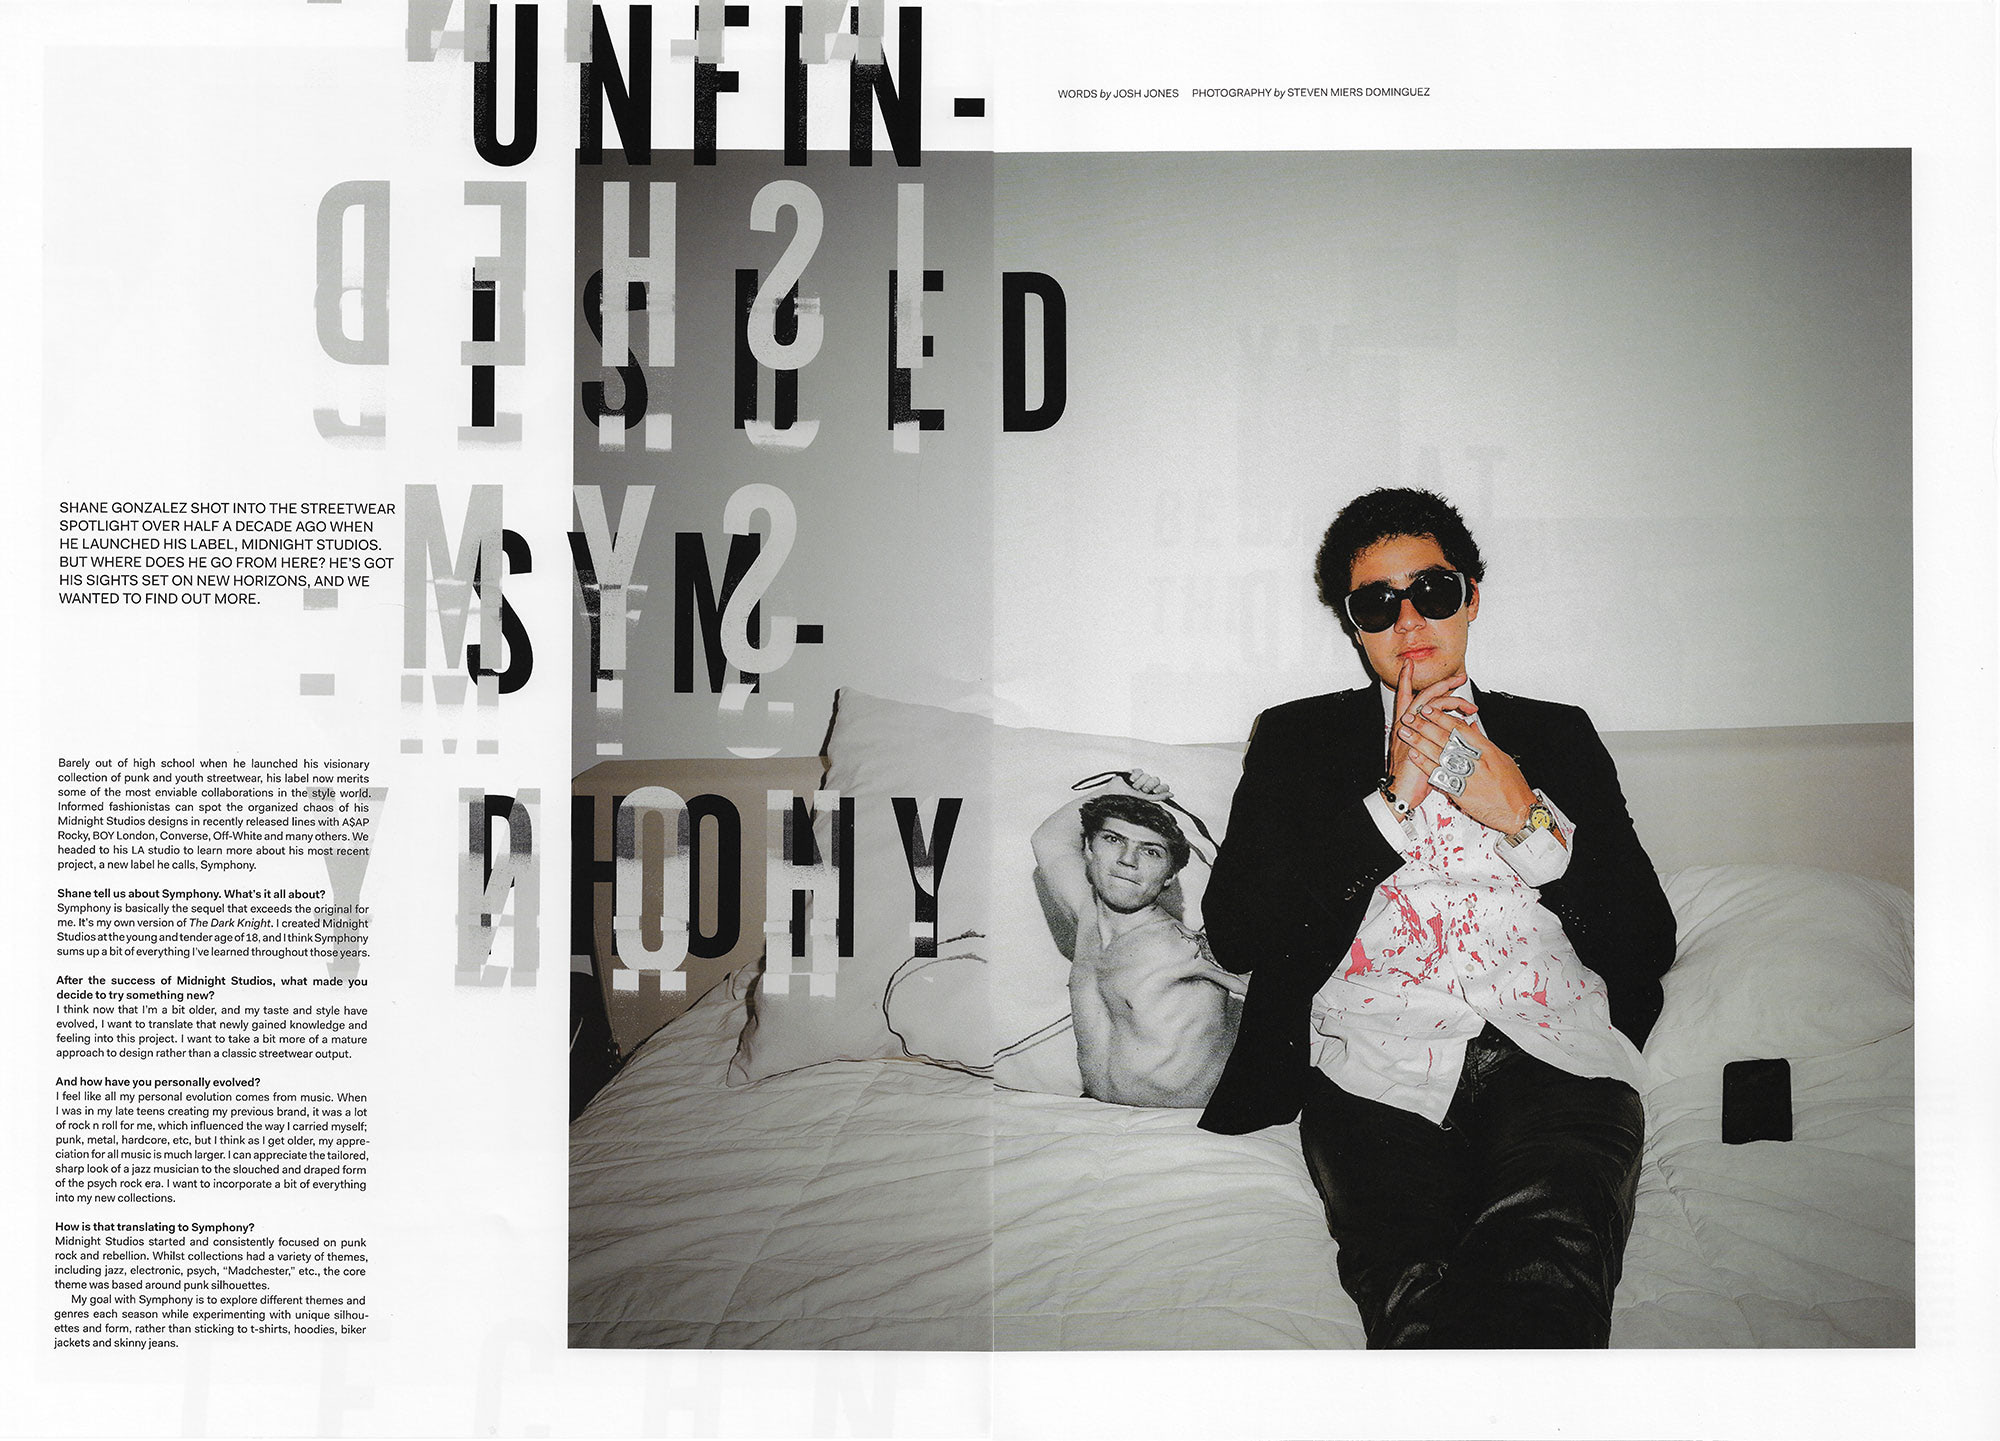 UNFIN-
ISHED
SYM-
PHONY
WORDS by JOSH JONES PHOTOGRAPHY by STEVEN MIERS DOMINGUEZ
SHANE GONZALEZ SHOT INTO THE STREETWEAR
SPOTLIGHT OVER HALF A DECADE AGO WHEN
HE LAUNCHED HIS LABEL, MIDNIGHT STUDIOS.
BUT WHERE DOES HE GO FROM HERE? HE'S GOT
HIS SIGHTS SET ON NEW HORIZONS, AND WE
WANTED TO FIND OUT MORE.
Barely out of high school when he launched his visionary
collection of punk and youth streetwear, his label now merits
some of the most enviable collaborations in the style world.
Informed fashionistas can spot the organized chaos of his
Midnight Studios designs in recently released lines with A$AP
Rocky, BOY London, Converse, Off-White and many others. We
headed to his LA studio to learn more about his most recent
project, a new label he calls, Symphony.
Shane tell us about Symphony. What's it all about?
Symphony is basically the sequel that exceeds the original for
me. It's my own version of The Dark Knight. I created Midnight
Studios at the young and tender age of 18, and I think Symphony
sums up a bit of everything I've learned throughout those years.
After the success of Midnight Studios, what made you
decide to try something new?
I think now that I'm a bit older, and my taste and style have
evolved, I want to translate that newly gained knowledge and
feeling into this project. I want to take a bit more of a mature
approach to design rather than a classic streetwear output.
And how have you personally evolved?
I feel like all my personal evolution comes from music. When
I was in my late teens creating my previous brand, it was a lot
of rock n roll for me, which influenced the way I carried myself;
punk, metal, hardcore, etc, but I think as I get older, my appre-
ciation for all music is much larger. I can appreciate the tailored,
sharp look of a jazz musician to the slouched and draped form
of the psych rock era. I want to incorporate a bit of everything
into my new collections.
How is that translating to Symphony?
Midnight Studios started and consistently focused on punk
rock and rebellion. Whilst collections had a variety of themes,
including jazz, electronic, psych, "Madchester," etc., the core
theme was based around punk silhouettes.
My goal with Symphony is to explore different themes and
genres each season while experimenting with unique silhou-
ettes and form, rather than sticking to t-shirts, hoodies, biker
jackets and skinny jeans.
BOY